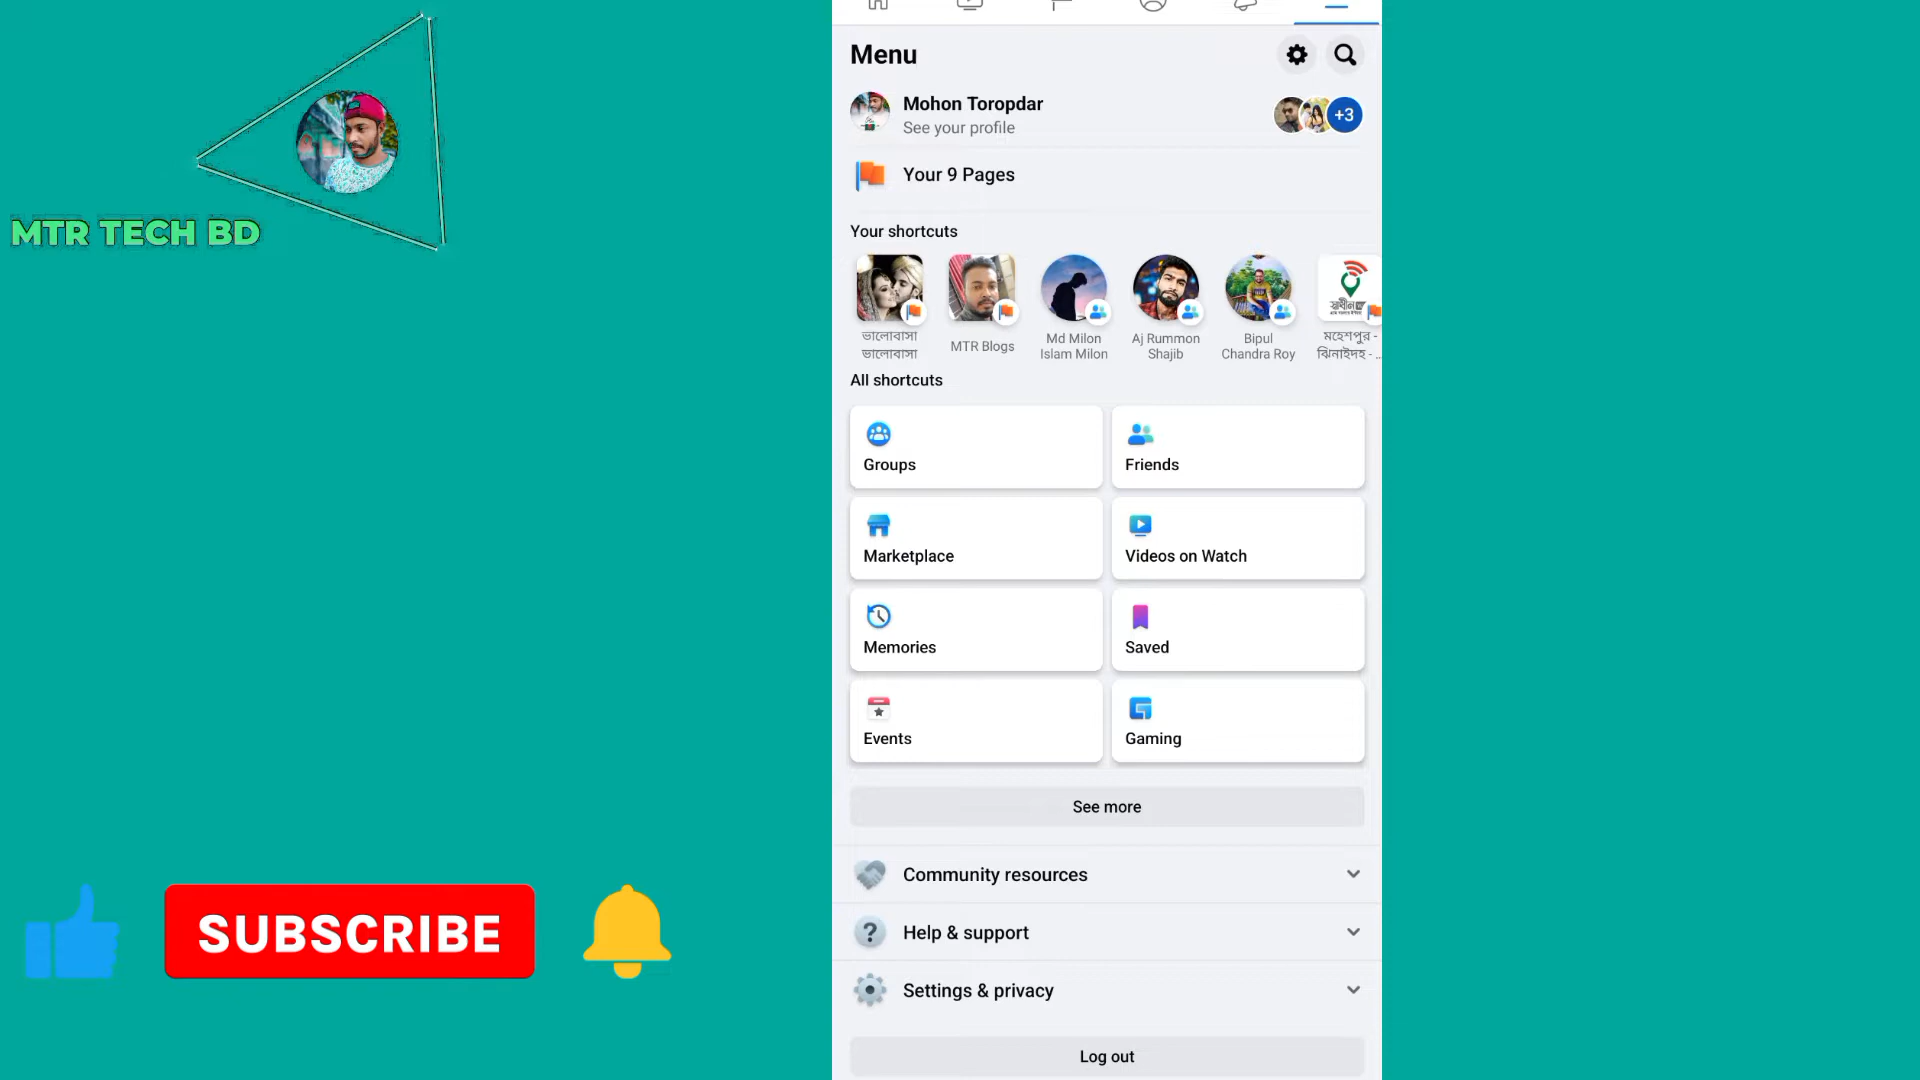 MTR TECH BD
SUBSCRIBE
Menu
Mohon Toropdar
See your profile
+3
Your 9 Pages
Your shortcuts
ভালোবাসা
ভালোবাসা
MTR Blogs
Md Milon
Islam Milon
Aj Rummon
Shajib
Bipul
Chandra Roy
স্বাধীন
মহেশপুর -
ঝিনাইদহ - ..
All shortcuts
Groups
Friends
Marketplace
Videos on Watch
Memories
Saved
Events
Gaming
See more
Community resources
Help & support
Settings & privacy
Log out